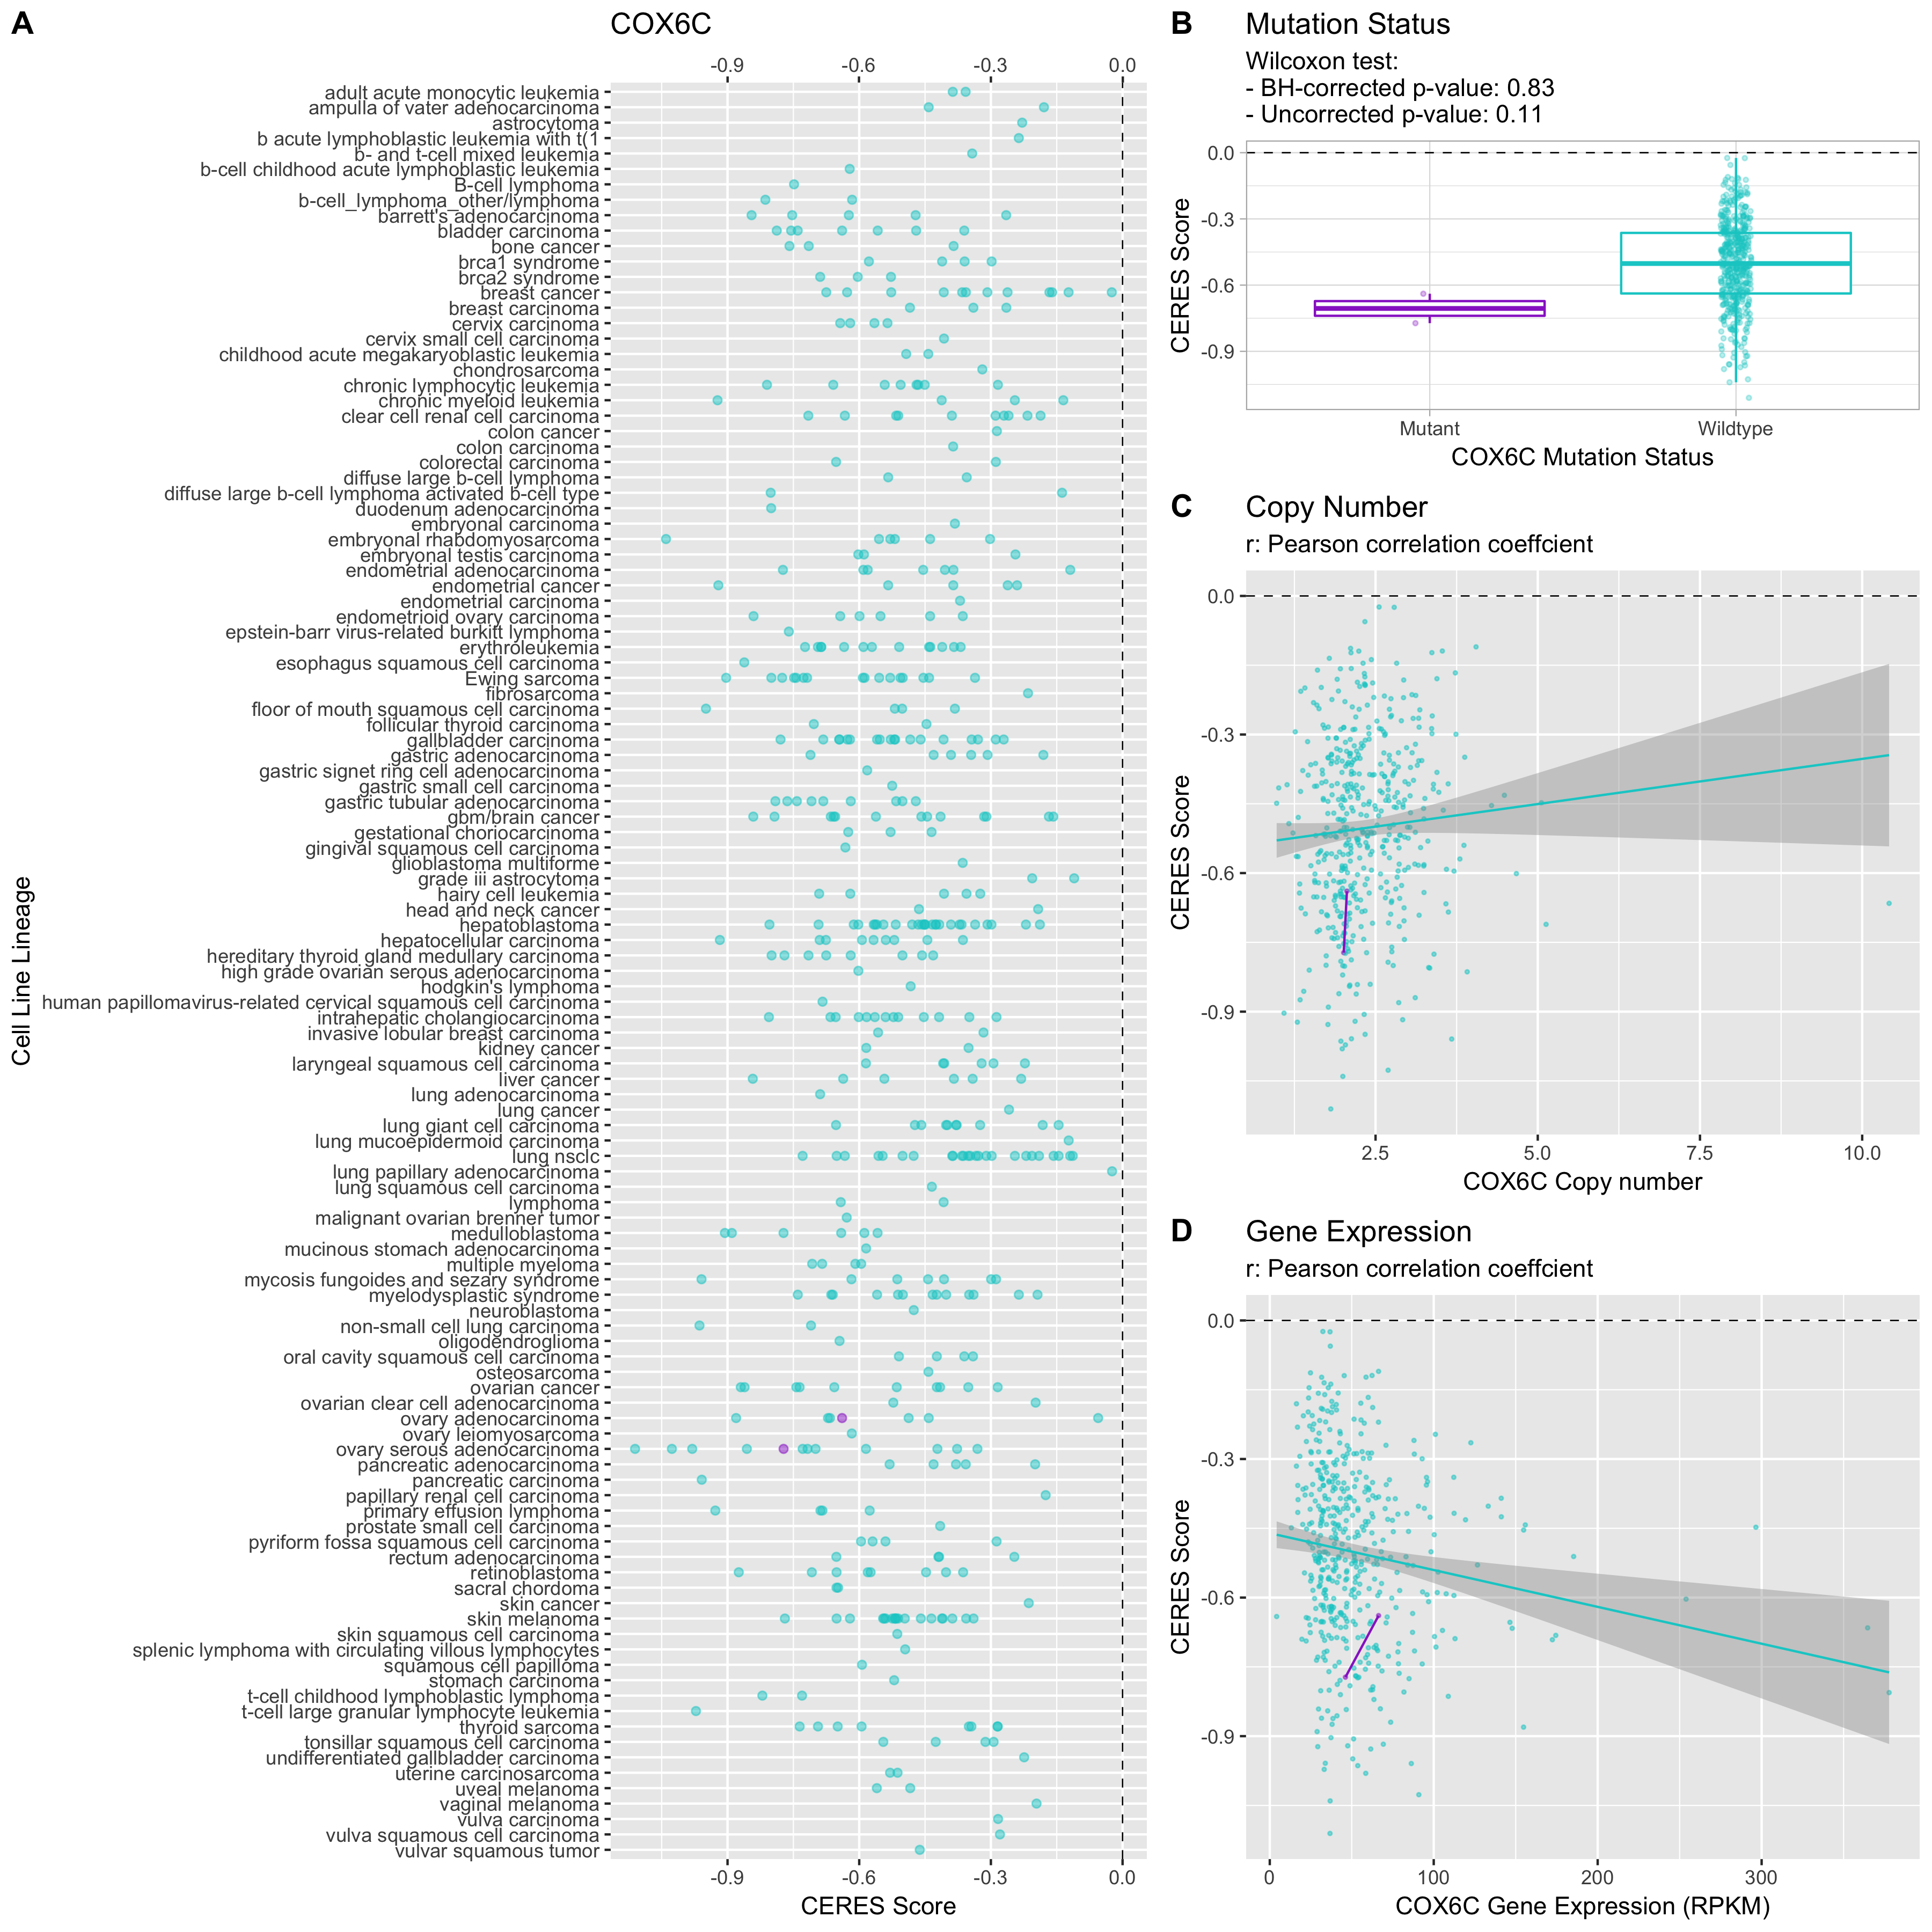 A
COX6C
-0.9 -0.6 -0.3 0.0
Cell Line Lineage
adult acute monocytic leukemia
ampulla of vater adenocarcinoma
astrocytoma
b acute lymphoblastic leukemia with t(1
b- and t-cell mixed leukemia
b-cell childhood acute lymphoblastic leukemia
B-cell lymphoma
b-cell_lymphoma_other/lymphoma
barrett's adenocarcinoma
bladder carcinoma
bone cancer
brca1 syndrome
brca2 syndrome
breast cancer
breast carcinoma
cervix carcinoma
cervix small cell carcinoma
childhood acute megakaryoblastic leukemia
chondrosarcoma
chronic lymphocytic leukemia
chronic myeloid leukemia
clear cell renal cell carcinoma
colon cancer
colon carcinoma
colorectal carcinoma
diffuse large b-cell lymphoma
diffuse large b-cell lymphoma activated b-cell type
duodenum adenocarcinoma
embryonal carcinoma
embryonal rhabdomyosarcoma
embryonal testis carcinoma
endometrial adenocarcinoma
endometrial cancer
endometrial carcinoma
endometrioid ovary carcinoma
epstein-barr virus-related burkitt lymphoma
erythroleukemia
esophagus squamous cell carcinoma
Ewing sarcoma
fibrosarcoma
floor of mouth squamous cell carcinoma
follicular thyroid carcinoma
gallbladder carcinoma
gastric adenocarcinoma
gastric signet ring cell adenocarcinoma
gastric small cell carcinoma
gastric tubular adenocarcinoma
gbm/brain cancer
gestational choriocarcinoma
gingival squamous cell carcinoma
glioblastoma multiforme
grade iii astrocytoma
hairy cell leukemia
head and neck cancer
hepatoblastoma
hepatocellular carcinoma
hereditary thyroid gland medullary carcinoma
high grade ovarian serous adenocarcinoma
hodgkin's lymphoma
human papillomavirus-related cervical squamous cell carcinoma
intrahepatic cholangiocarcinoma
invasive lobular breast carcinoma
kidney cancer
laryngeal squamous cell carcinoma
liver cancer
lung adenocarcinoma
lung cancer
lung giant cell carcinoma
lung mucoepidermoid carcinoma
lung nsclc
lung papillary adenocarcinoma
lung squamous cell carcinoma
lymphoma
malignant ovarian brenner tumor
medulloblastoma
mucinous stomach adenocarcinoma
multiple myeloma
mycosis fungoides and sezary syndrome
myelodysplastic syndrome
neuroblastoma
non-small cell lung carcinoma
oligodendroglioma
oral cavity squamous cell carcinoma
osteosarcoma
ovarian cancer
ovarian clear cell adenocarcinoma
ovary adenocarcinoma
ovary leiomyosarcoma
ovary serous adenocarcinoma
pancreatic adenocarcinoma
pancreatic carcinoma
papillary renal cell carcinoma
primary effusion lymphoma
prostate small cell carcinoma
pyriform fossa squamous cell carcinoma
rectum adenocarcinoma
retinoblastoma
sacral chordoma
skin cancer
skin melanoma
skin squamous cell carcinoma
splenic lymphoma with circulating villous lymphocytes
squamous cell papilloma
stomach carcinoma
t-cell childhood lymphoblastic lymphoma
t-cell large granular lymphocyte leukemia
thyroid sarcoma
tonsillar squamous cell carcinoma
undifferentiated gallbladder carcinoma
uterine carcinosarcoma
uveal melanoma
vaginal melanoma
vulva carcinoma
vulva squamous cell carcinoma
vulvar squamous tumor
-0.9 -0.6 -0.3 0.0
CERES Score
B
Mutation Status
Wilcoxon test:
- BH-corrected p-value: 0.83
- Uncorrected p-value: 0.11
CERES Score
0.0
-0.3
-0.6
-0.9
Mutant Wildtype
COX6C Mutation Status
C
Copy Number
r: Pearson correlation coeffcient
CERES Score
0.0
-0.3
-0.6
-0.9
2.5 5.0 7.5 10.0
COX6C Copy number
D
Gene Expression
r: Pearson correlation coeffcient
CERES Score
0.0
-0.3
-0.6
-0.9
0 100 200 300
COX6C Gene Expression (RPKM)